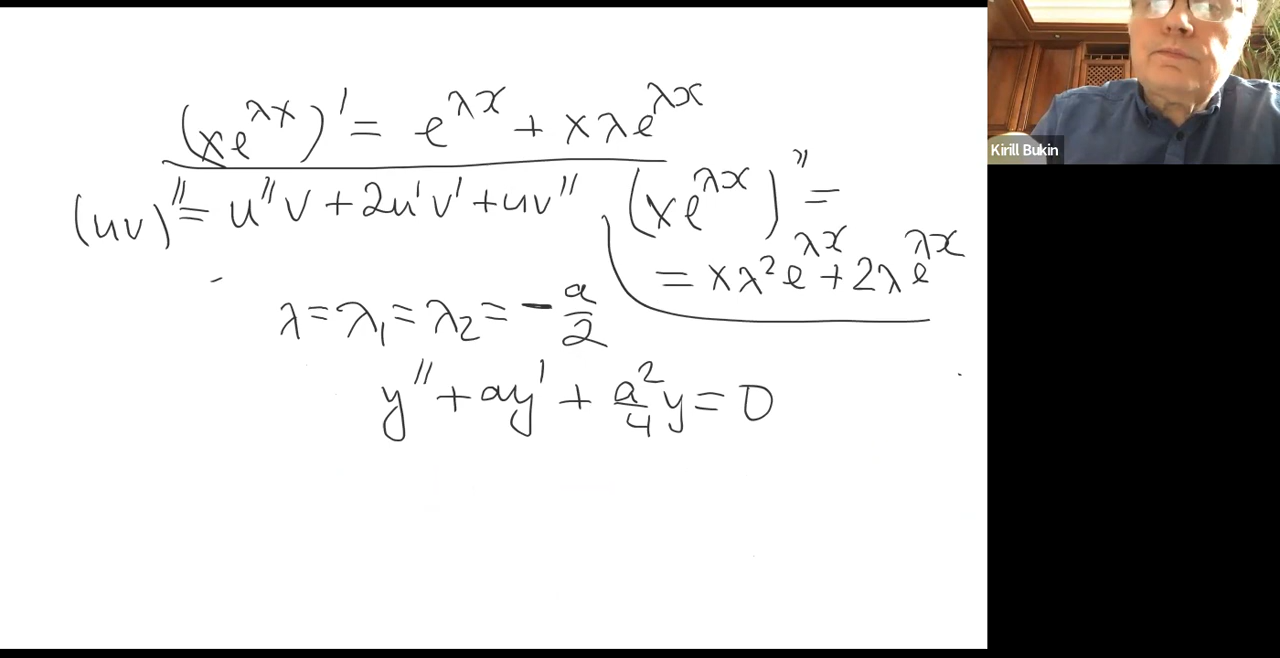 (xe^{λx})' = e^{λx} + xλe^{λx}
(uv)'' = u''v + 2u'v' + uv''
(xe^{λx})'' =
= xλ²e^{λx} + 2λe^{λx}
λ = λ₁ = λ₂ = -a/2
y'' + ay' + a²/4 y = 0
Kirill Bukin